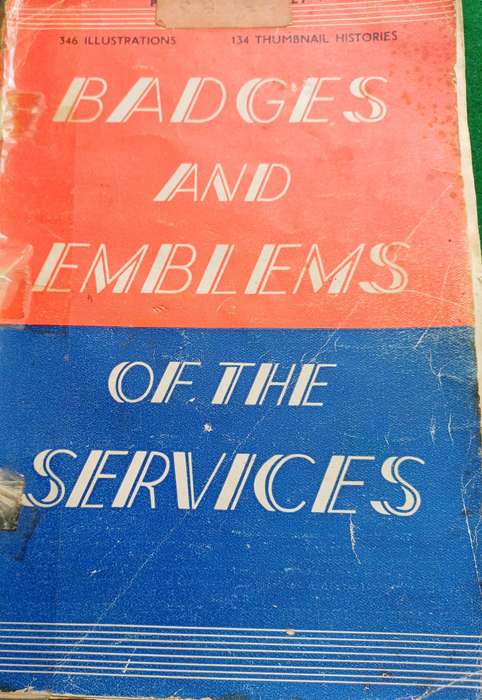 346 ILLUSTRATIONS 134 THUMBNAIL HISTORIES
BADGES
AND
EMBLEMS
OF THE
SERVICES